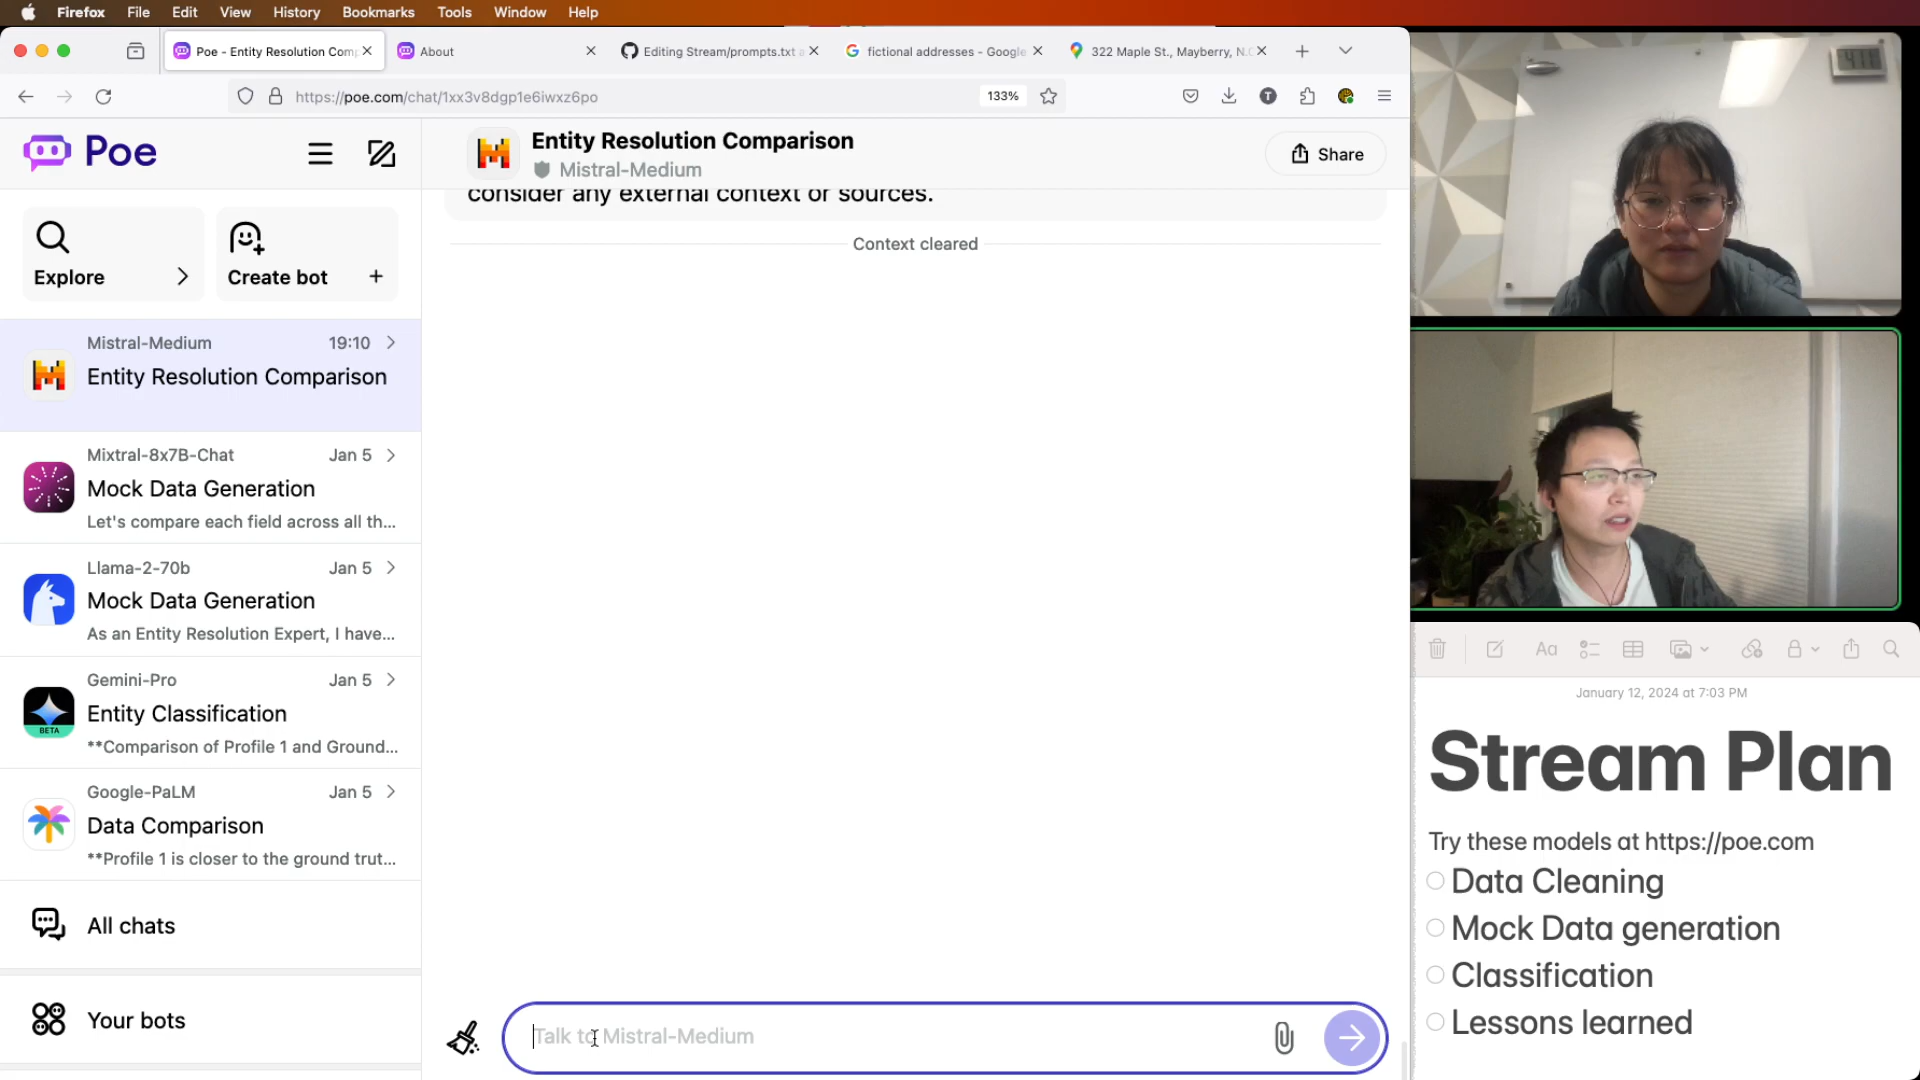 Firefox File Edit View History Bookmarks Tools Window Help
Poe - Entity Resolution Comp
About
Editing Stream/prompts.txt a
fictional addresses - Google
322 Maple St., Mayberry, N.C
https://poe.com/chat/1xx3v8dgp1e6iwxz6po
133%
Poe
Entity Resolution Comparison
Mistral-Medium
Share
consider any external context or sources.
Context cleared
Explore
Create bot +
Mistral-Medium 19:10
Entity Resolution Comparison
Mixtral-8x7B-Chat Jan 5
Mock Data Generation
Let's compare each field across all th...
Llama-2-70b Jan 5
Mock Data Generation
As an Entity Resolution Expert, I have...
Gemini-Pro Jan 5
Entity Classification
BETA
**Comparison of Profile 1 and Ground...
Google-PaLM Jan 5
Data Comparison
**Profile 1 is closer to the ground trut...
All chats
Your bots
Talk to Mistral-Medium
Aa
January 12, 2024 at 7:03 PM
Stream Plan
Try these models at https://poe.com
Data Cleaning
Mock Data generation
Classification
Lessons learned